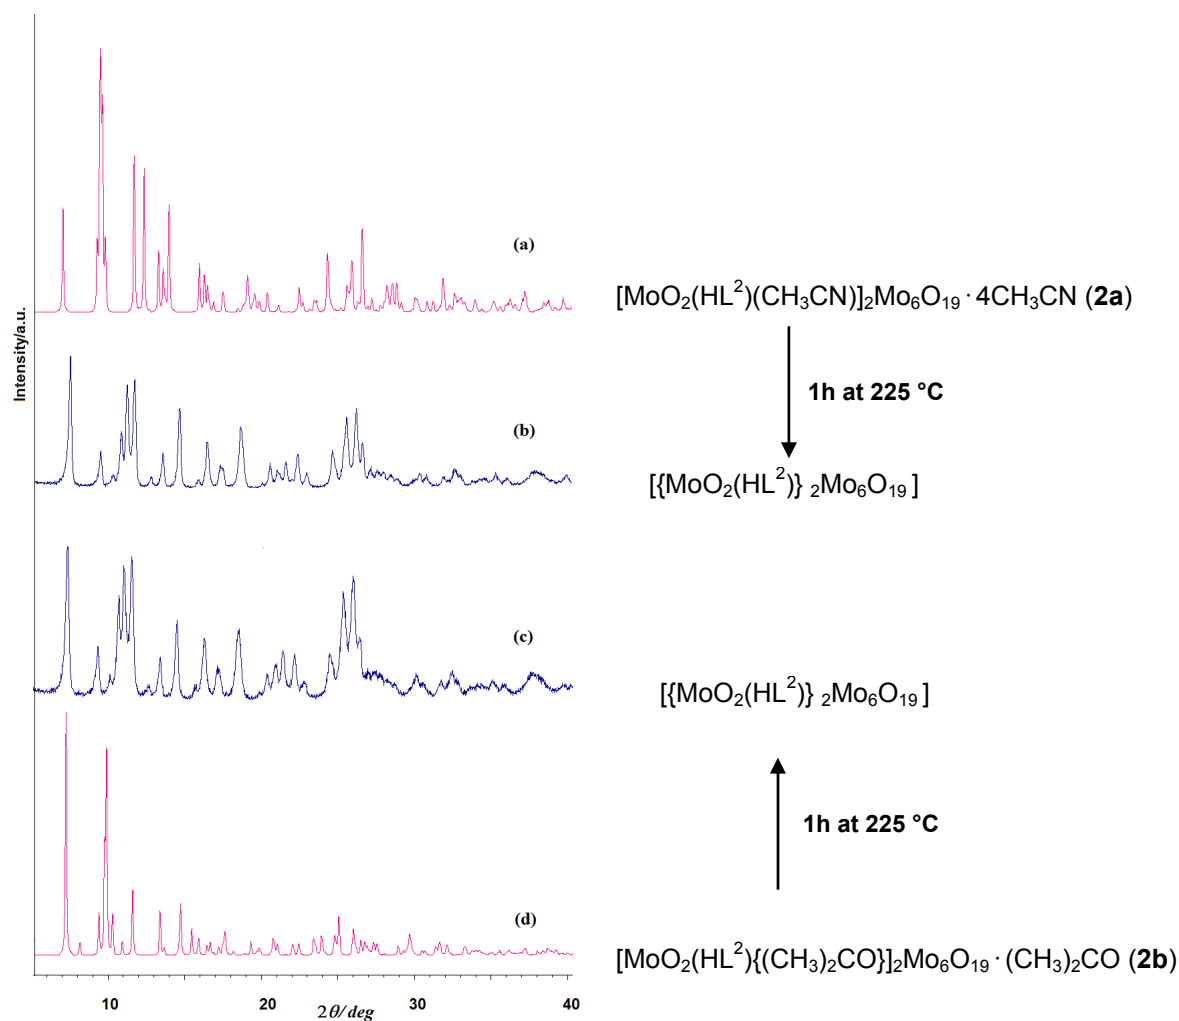 Intensity/a.u.
(a)
[MoO₂(HL²)(CH₃CN)]₂Mo₆O₁₉ · 4CH₃CN (2a)
1h at 225 °C
(b)
[{MoO₂(HL²)} ₂Mo₆O₁₉ ]
(c)
[{MoO₂(HL²)} ₂Mo₆O₁₉ ]
1h at 225 °C
(d)
[MoO₂(HL²){(CH₃)₂CO}]₂Mo₆O₁₉ · (CH₃)₂CO (2b)
10 20 30 40
2θ/ deg